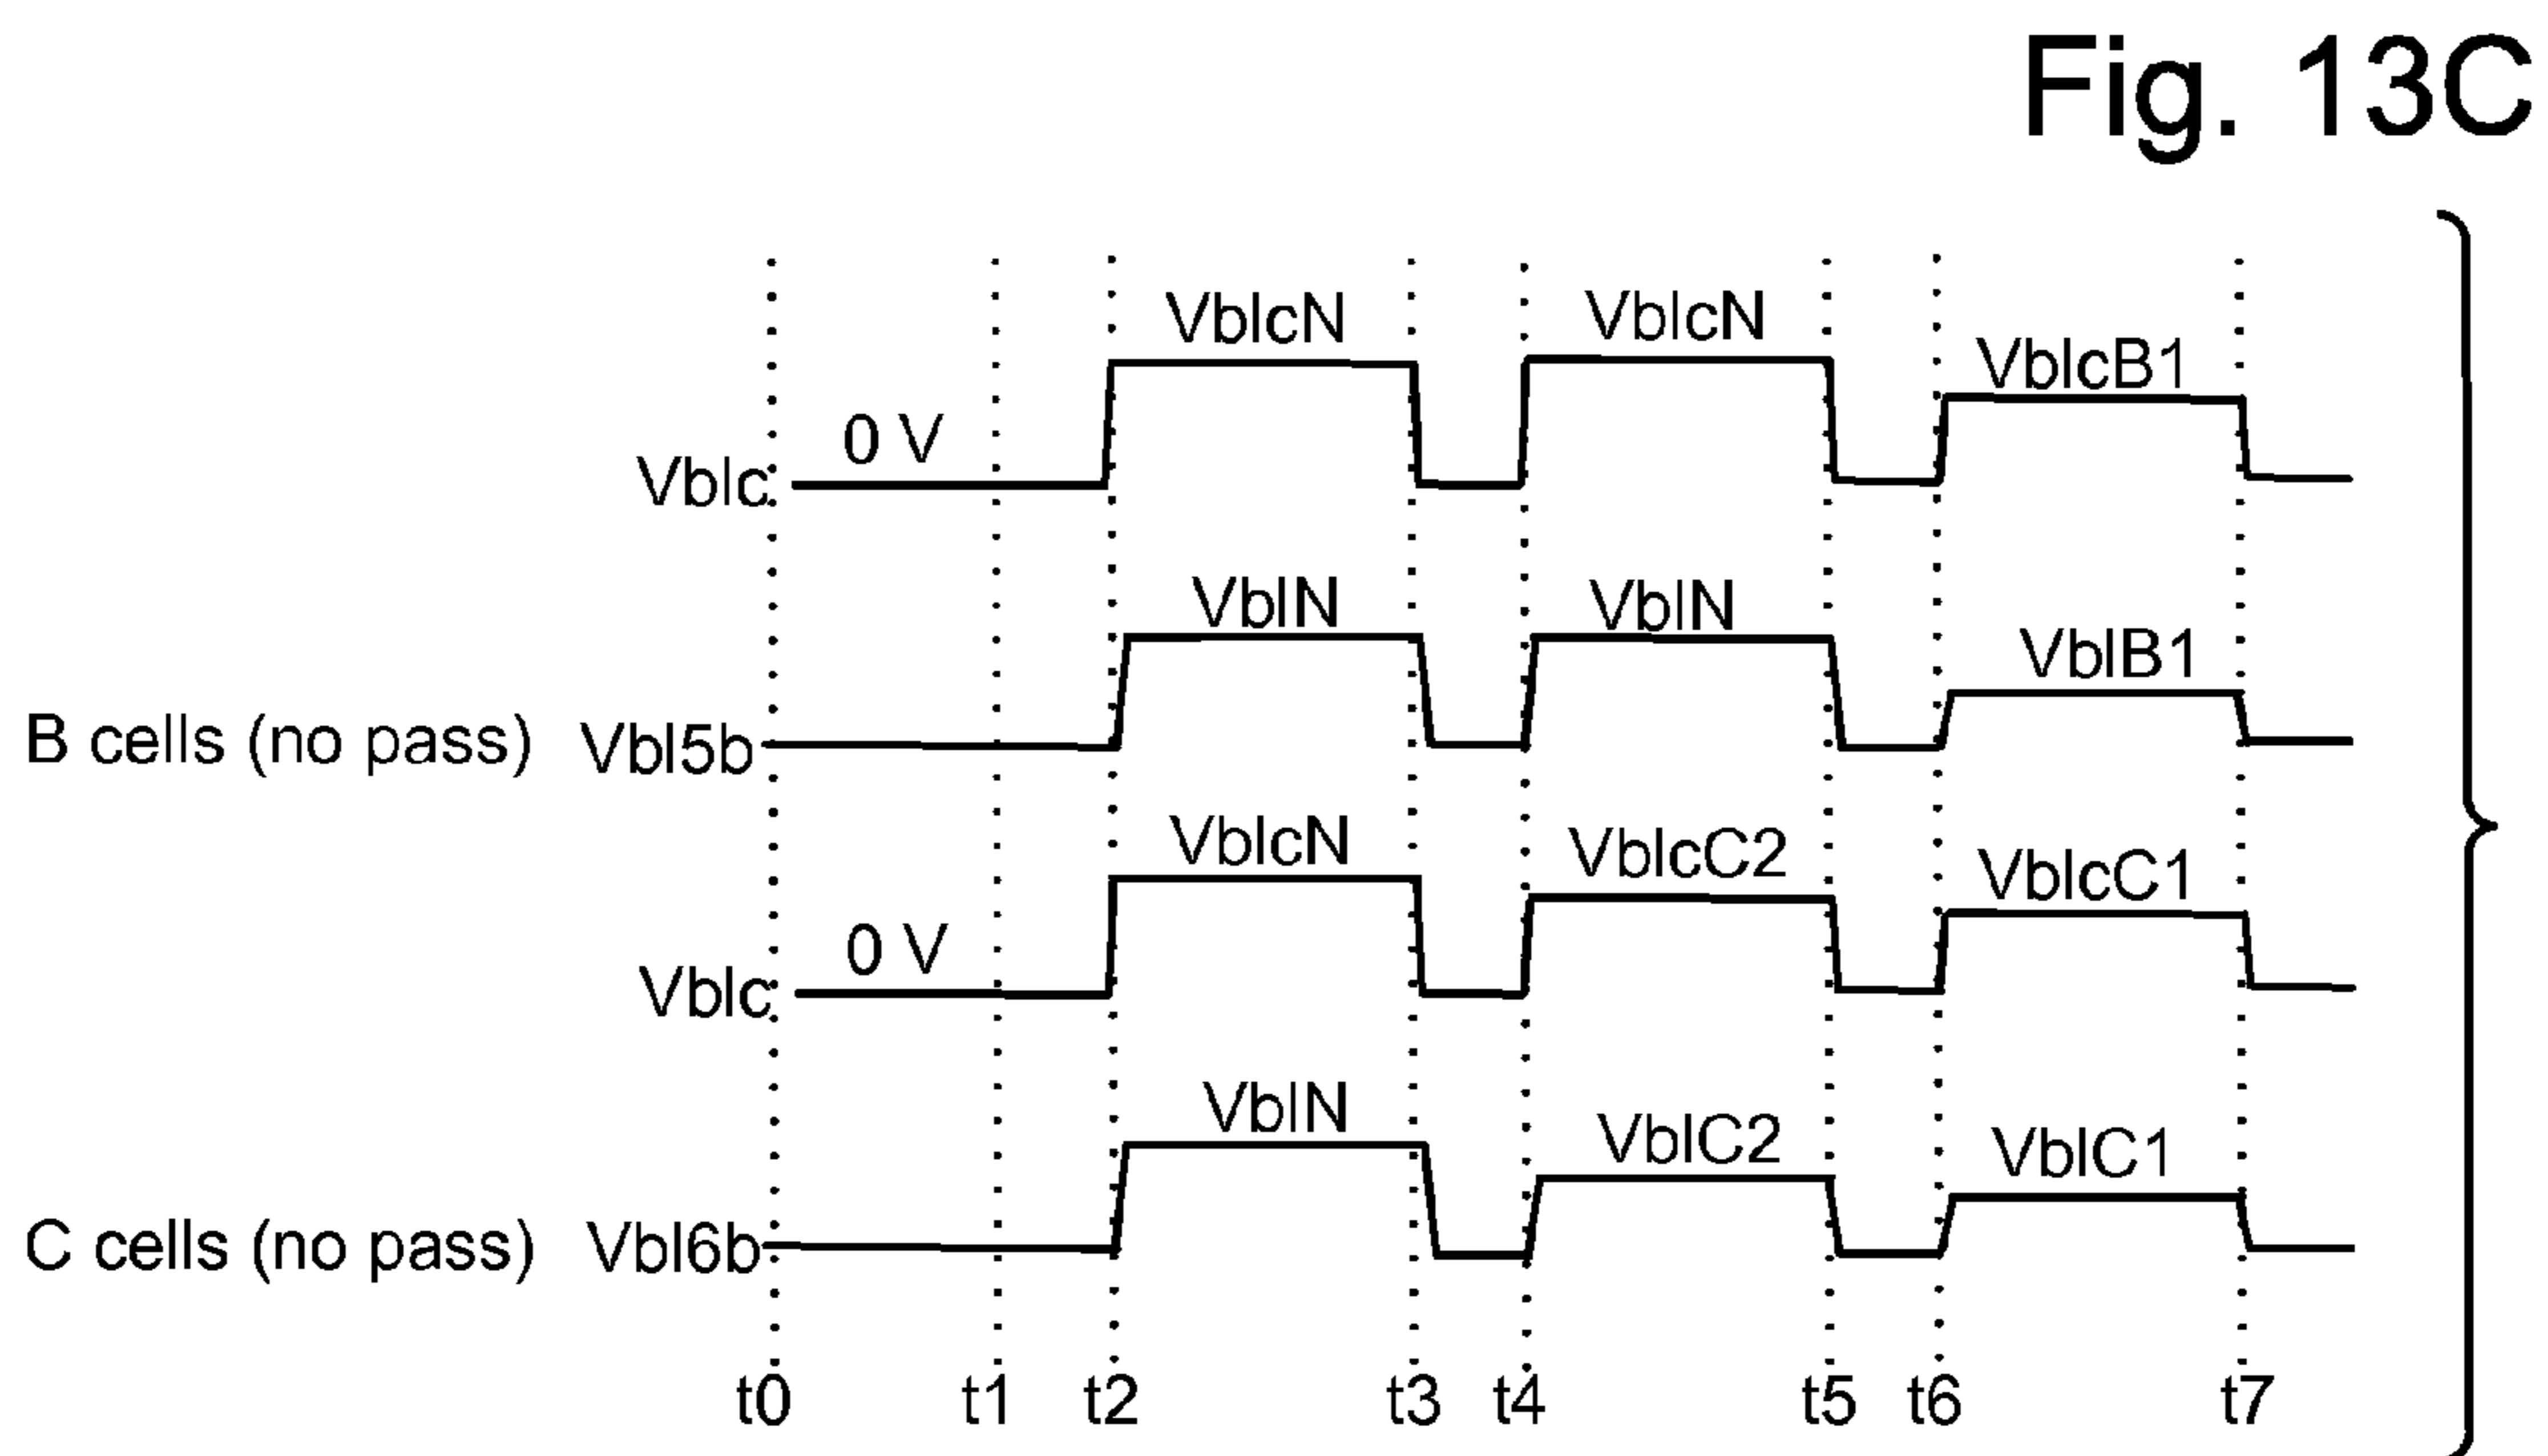 Fig. 13C
VblcN VblcN VblcB1
0 V
Vblc
VblN VblN VblB1
B cells (no pass) Vbl5b
VblcN VblcC2 VblcC1
0 V
Vblc
VblN VblC2 VblC1
C cells (no pass) Vbl6b
t0 t1 t2 t3 t4 t5 t6 t7